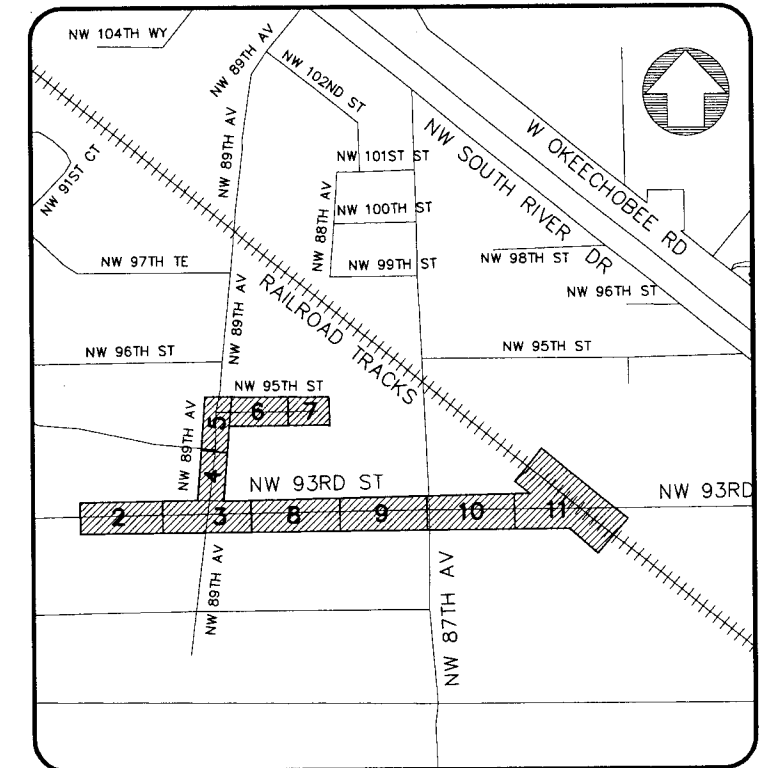 NW 104TH WY
NW 89TH AV
NW 102ND ST
W OKEECHOBEE RD
NW SOUTH RIVER DR
NW 89TH AV
NW 91ST CT
NW 101ST ST
NW 88TH AV
NW 100TH ST
NW 99TH ST
NW 98TH ST
NW 97TH TE
NW 96TH ST
NW 89TH AV
RAILROAD TRACKS
NW 96TH ST
NW 95TH ST
NW 95TH ST
NW 89TH AV
5
6
7
4
NW 93RD ST
NW 93RD
2
3
8
9
10
11
NW 89TH AV
NW 87TH AV